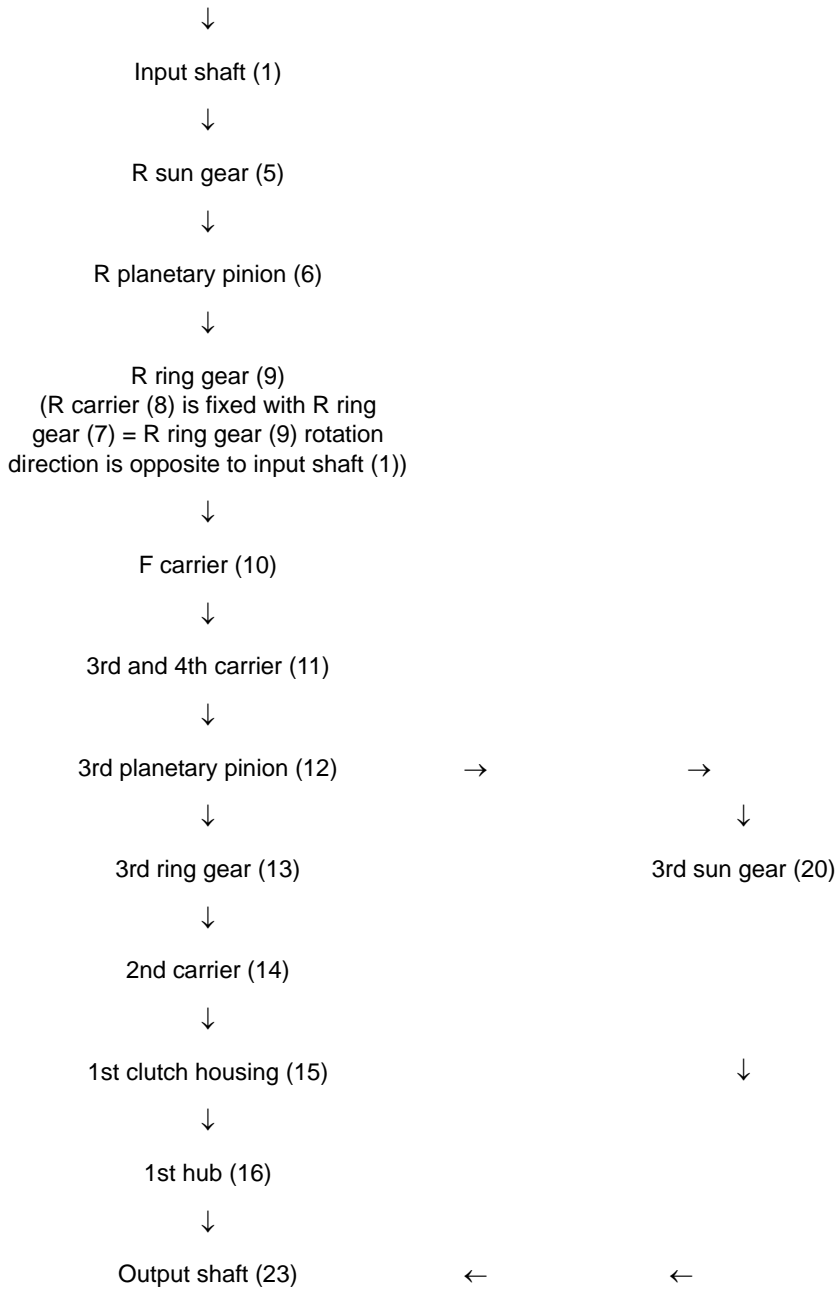 ↓
Input shaft (1)
↓
R sun gear (5)
↓
R planetary pinion (6)
↓
R ring gear (9)
(R carrier (8) is fixed with R ring
gear (7) = R ring gear (9) rotation
direction is opposite to input shaft (1))
↓
F carrier (10)
↓
3rd and 4th carrier (11)
↓
3rd planetary pinion (12) → →
↓ ↓
3rd ring gear (13) 3rd sun gear (20)
↓
2nd carrier (14)
↓
1st clutch housing (15) ↓
↓
1st hub (16)
↓
Output shaft (23) ← ←